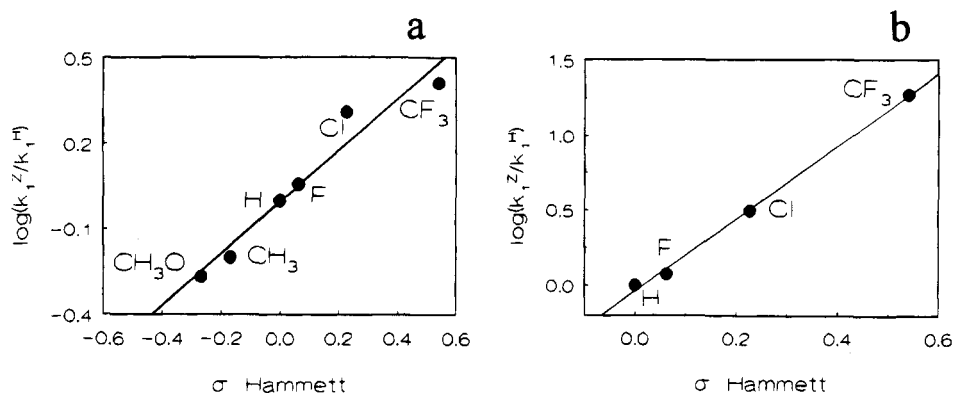 a
0.5
0.2
-0.1
-0.4
log(k₁ᶻ/k₁ᴴ)
CF₃
Cl
H
F
CH₃O
CH₃
-0.6 -0.4 -0.2 0.0 0.2 0.4 0.6
σ Hammett
b
1.5
1.0
0.5
0.0
log(k₁ᶻ/k₁ᴴ)
CF₃
Cl
F
H
0.0 0.2 0.4 0.6
σ Hammett